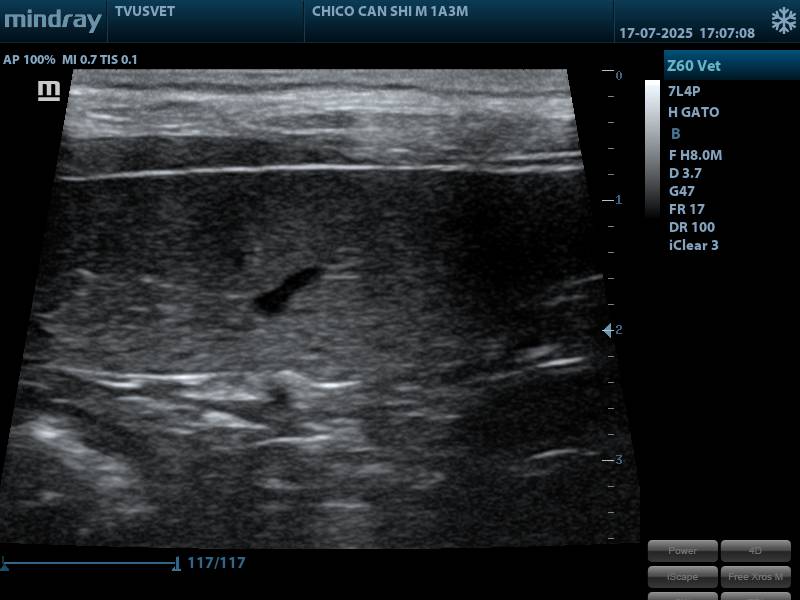 mindray TVUSVET CHICO CAN SHI M 1A3M
17-07-2025 17:07:08
AP 100% MI 0.7 TIS 0.1
m
Z60 Vet
7L4P
H GATO
B
F H8.0M
D 3.7
G47
FR 17
DR 100
iClear 3
0
1
2
3
Power 4D
iScape Free Xros M
117/117